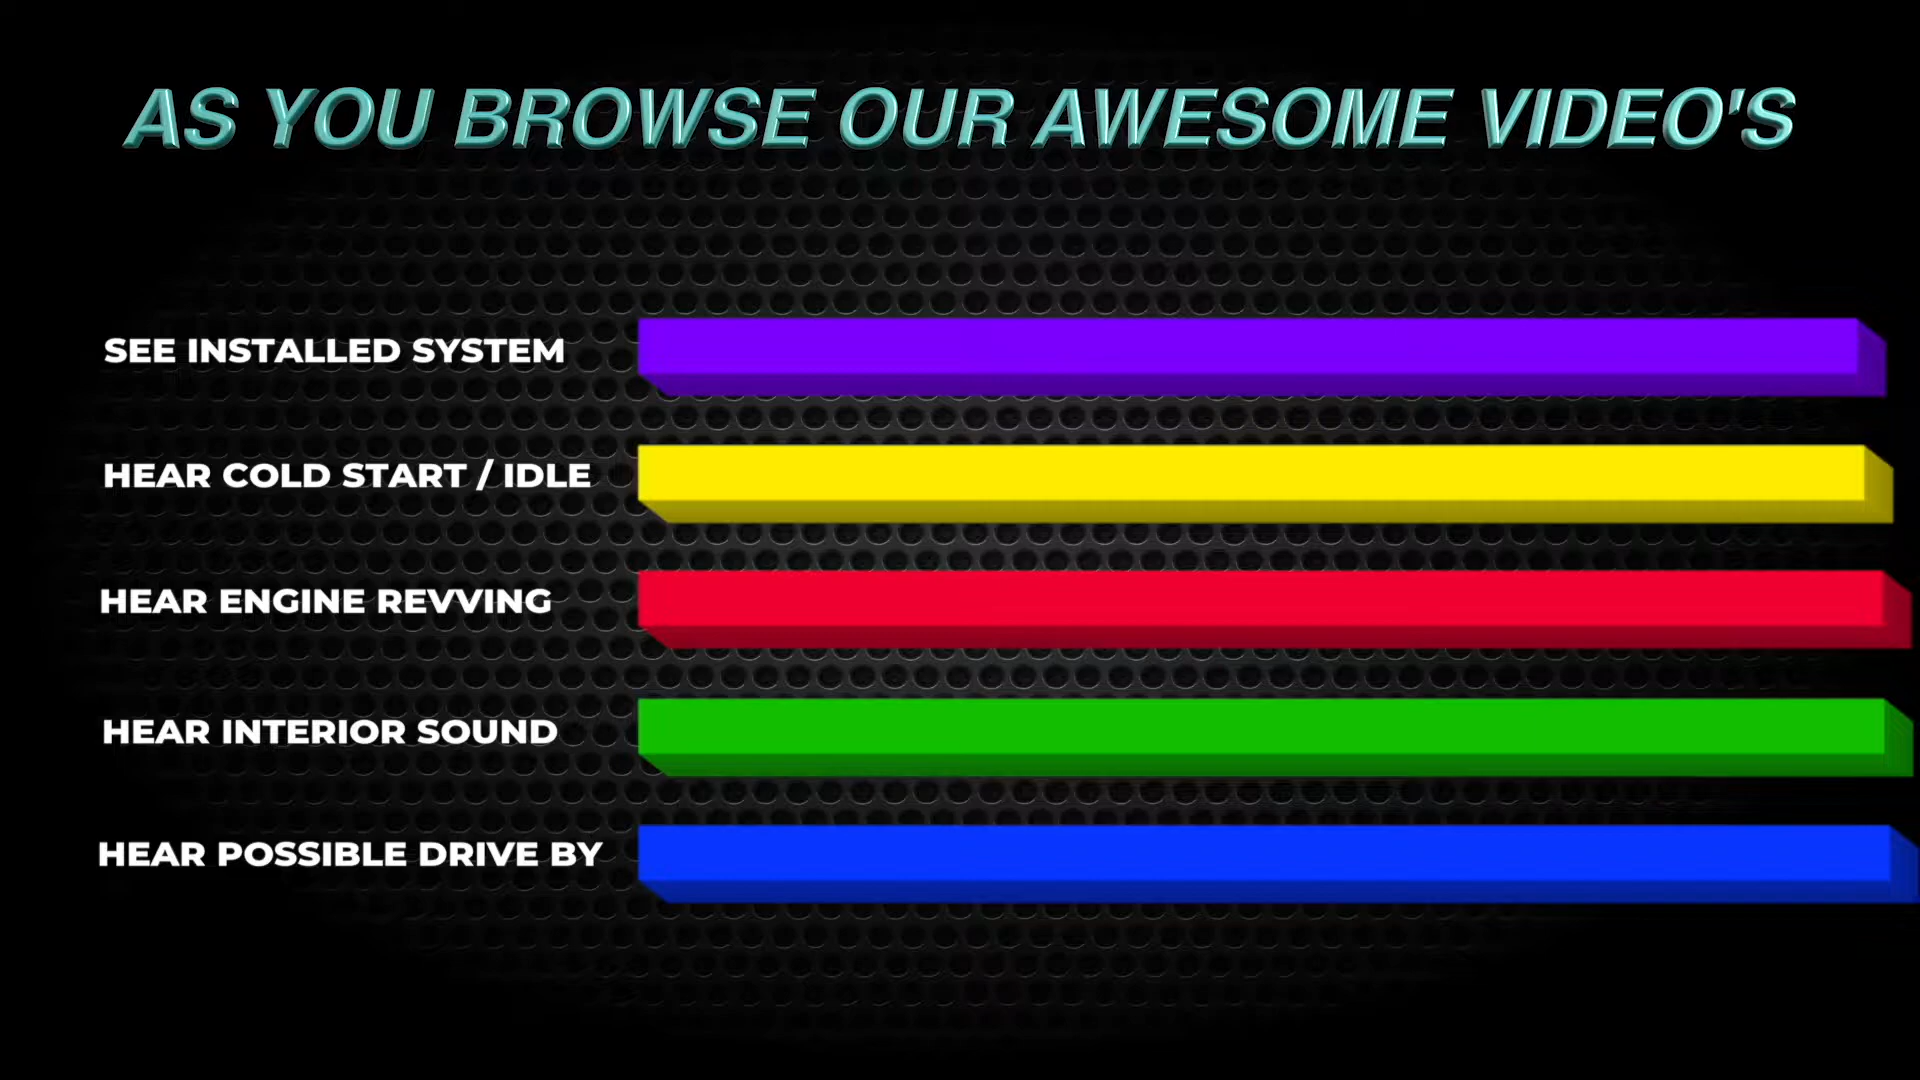 AS YOU BROWSE OUR AWESOME VIDEO'S
SEE INSTALLED SYSTEM
HEAR COLD START / IDLE
HEAR ENGINE REVVING
HEAR INTERIOR SOUND
HEAR POSSIBLE DRIVE BY